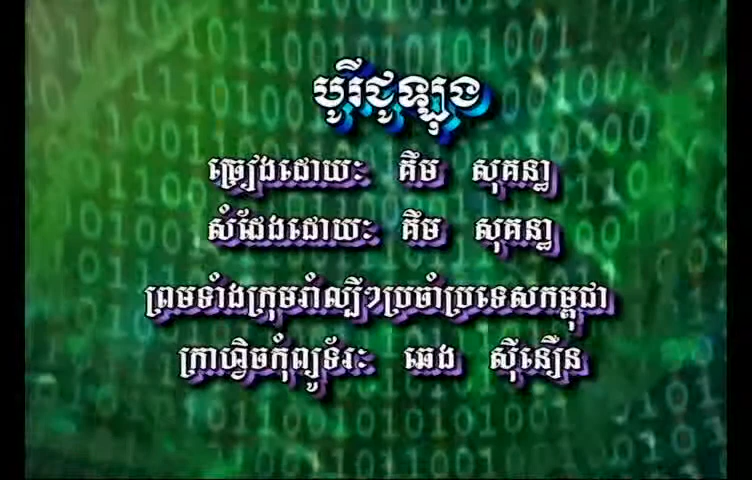 បូរីជូឡុង
ច្រៀងដោយៈ គឹម សុគនា្ធ
សំដែងដោយៈ គឹម សុគនា្ធ
ព្រមទាំងក្រុមរាំល្បីៗប្រចាំប្រទេសកម្ពុជា
ក្រាហ្វិចកុំព្យូទ័រៈ ឆេង ស៊ីនឿន